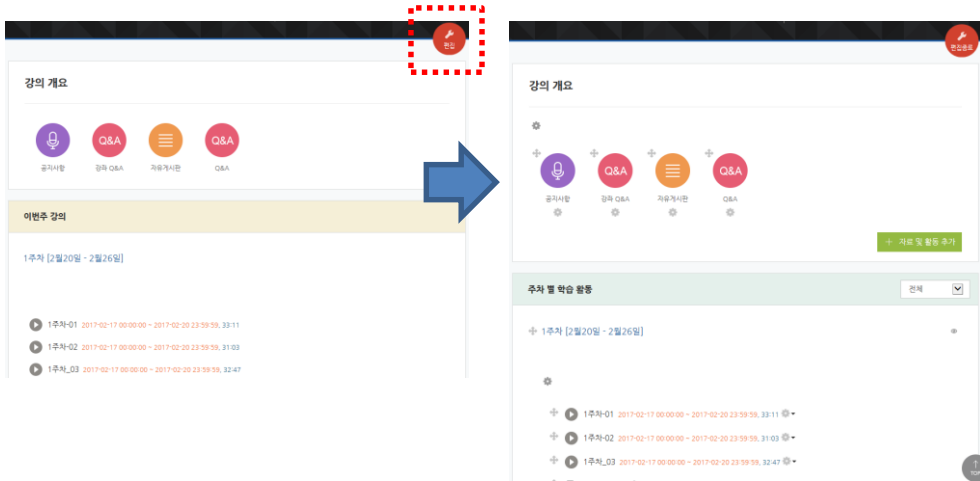 편집
강의 개요
Q&A
Q&A
공지사항
강좌 Q&A
자유게시판
Q&A
이번주 강의
1주차 [2월20일 - 2월26일]
1주차-01 2017-02-17 00:00:00 ~ 2017-02-20 23:59:59, 33:11
1주차-02 2017-02-17 00:00:00 ~ 2017-02-20 23:59:59, 31:03
1주차_03 2017-02-17 00:00:00 ~ 2017-02-20 23:59:59, 32:47
편집종료
강의 개요
Q&A
Q&A
공지사항
강좌 Q&A
자유게시판
Q&A
자료 및 활동 추가
주차 별 학습 활동
전체
1주차 [2월20일 - 2월26일]
1주차-01 2017-02-17 00:00:00 ~ 2017-02-20 23:59:59, 33:11
1주차-02 2017-02-17 00:00:00 ~ 2017-02-20 23:59:59, 31:03
1주차_03 2017-02-17 00:00:00 ~ 2017-02-20 23:59:59, 32:47
TOP